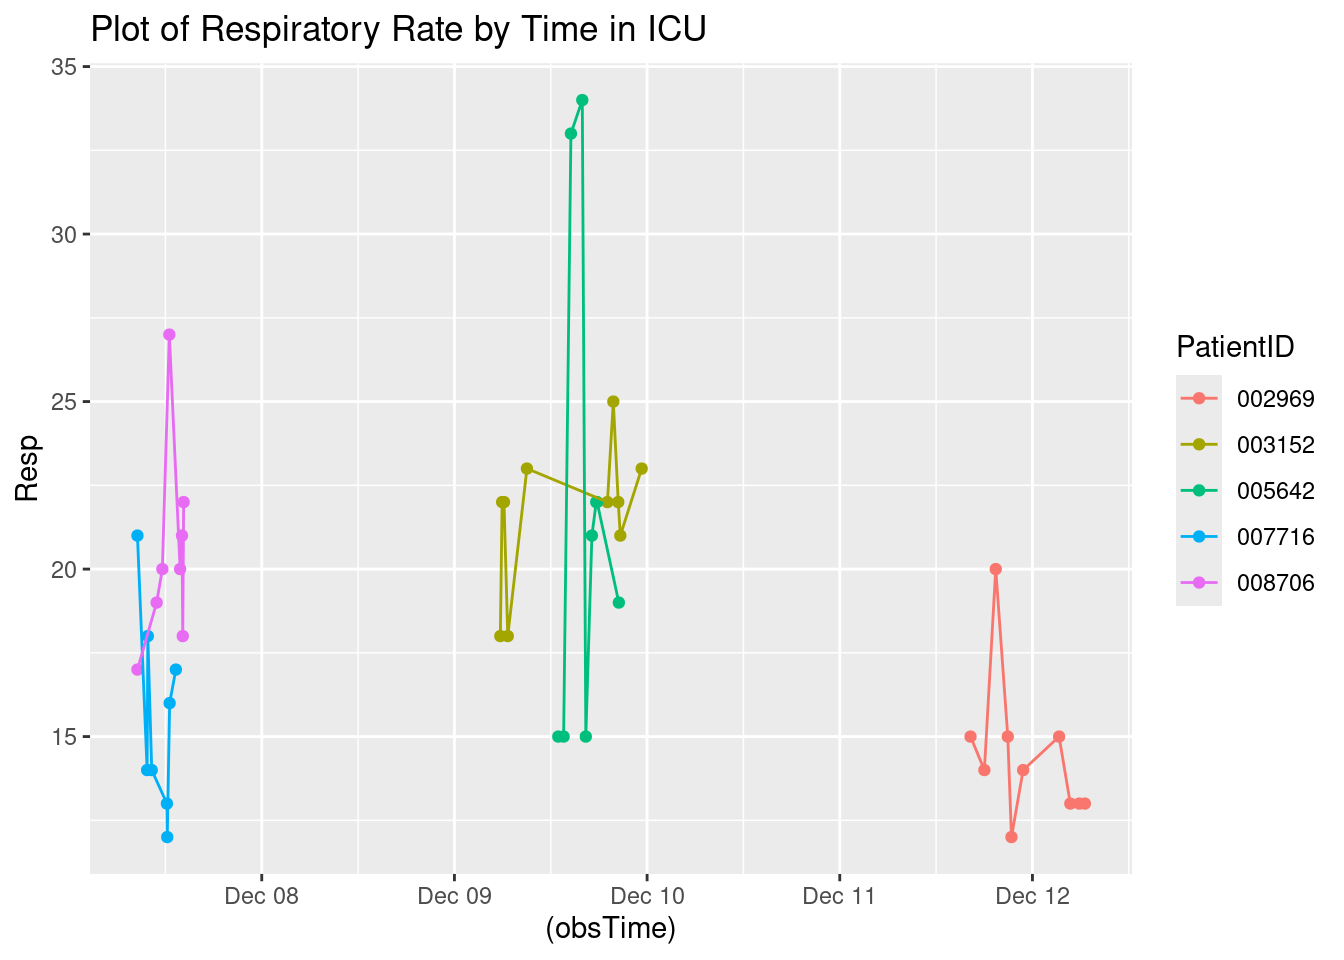 Plot of Respiratory Rate by Time in ICU
35
30
25
20
15
Resp
Dec 08
Dec 09
Dec 10
Dec 11
Dec 12
(obsTime)
PatientID
002969
003152
005642
007716
008706